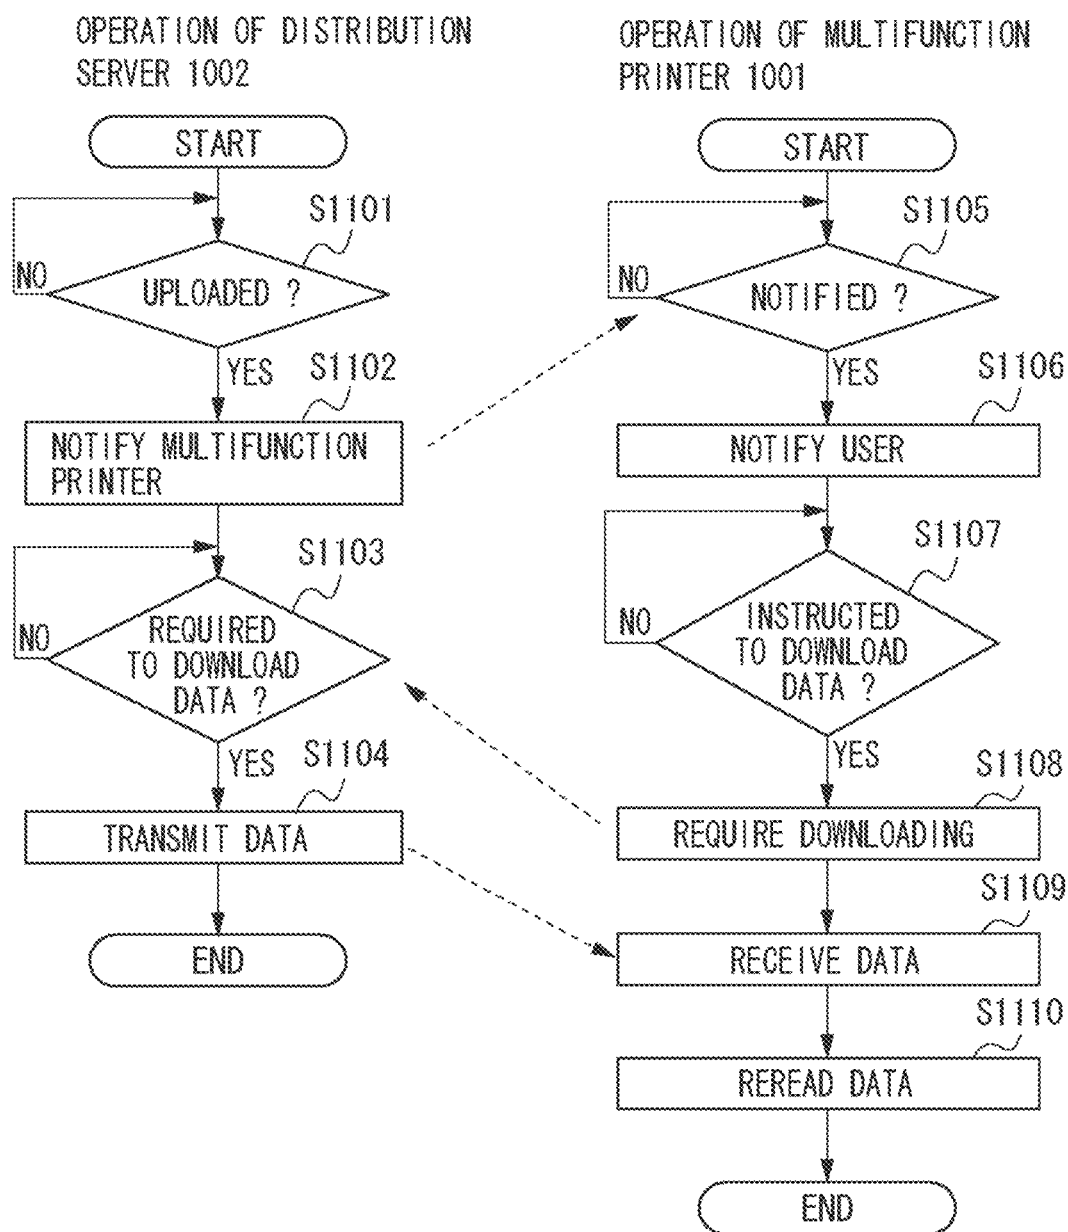 OPERATION OF DISTRIBUTION
SERVER 1002
START
S1101
NO
UPLOADED ?
YES
S1102
NOTIFY MULTIFUNCTION
PRINTER
S1103
NO
REQUIRED
TO DOWNLOAD
DATA ?
YES
S1104
TRANSMIT DATA
END
OPERATION OF MULTIFUNCTION
PRINTER 1001
START
S1105
NO
NOTIFIED ?
YES
S1106
NOTIFY USER
S1107
NO
INSTRUCTED
TO DOWNLOAD
DATA ?
YES
S1108
REQUIRE DOWNLOADING
S1109
RECEIVE DATA
S1110
REREAD DATA
END